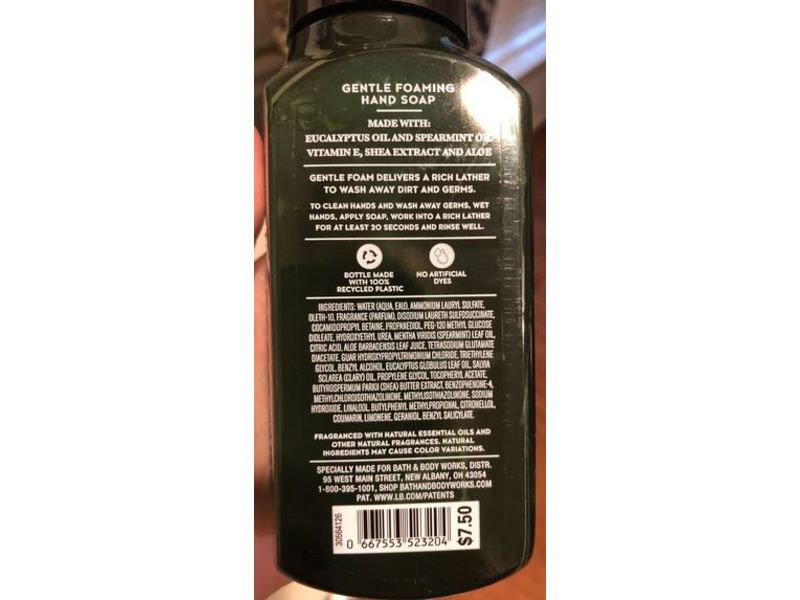 GENTLE FOAMING
HAND SOAP
MADE WITH:
EUCALYPTUS OIL AND SPEARMINT
VITAMIN E, SHEA EXTRACT AND ALOE
GENTLE FOAM DELIVERS A RICH LATHER
TO WASH AWAY DIRT AND GERMS.
TO CLEAN HANDS AND WASH AWAY GERMS, WET
HANDS, APPLY SOAP, WORK INTO A RICH LATHER
FOR AT LEAST 20 SECONDS AND RINSE WELL.
BOTTLE MADE
WITH 100%
RECYCLED PLASTIC
NO ARTIFICIAL
DYES
INGREDIENTS: WATER (AQUA, EAU), AMMONIUM LAURYL SULFATE,
OLETH-10, FRAGRANCE (PARFUM), DISODIUM LAURETH SULFOSUCCINATE,
COCAMIDOPROPYL BETAINE, PROPANEDIOL, PEG-120 METHYL GLUCOSE
DIOLEATE, HYDROXYETHYL UREA, MENTHA VIRIDIS (SPEARMINT) LEAF OIL,
CITRIC ACID, ALOE BARBADENSIS LEAF JUICE, TETRASODIUM GLUTAMATE
DIACETATE, GUAR HYDROXYPROPYLTRIMONIUM CHLORIDE, TRIETHYLENE
GLYCOL, BENZYL ALCOHOL, EUCALYPTUS GLOBULUS LEAF OIL, SALVIA
SCLAREA (CLARY) OIL, PROPYLENE GLYCOL, TOCOPHERYL ACETATE,
BUTYROSPERMUM PARKII (SHEA) BUTTER EXTRACT, BENZOPHENONE-4,
METHYLCHLOROISOTHIAZOLINONE, METHYLISOTHIAZOLINONE, SODIUM
HYDROXIDE, LINALOOL, BUTYLPHENYL METHYLPROPIONAL, CITRONELLOL,
COUMARIN, LIMONENE, GERANIOL, BENZYL SALICYLATE.
FRAGRANCED WITH NATURAL ESSENTIAL OILS AND
OTHER NATURAL FRAGRANCES. NATURAL
INGREDIENTS MAY CAUSE COLOR VARIATIONS.
SPECIALLY MADE FOR BATH & BODY WORKS, DISTR.
95 WEST MAIN STREET, NEW ALBANY, OH 43054
1-800-395-1001, SHOP BATHANDBODYWORKS.COM
PAT. WWW.LB.COM/PATENTS
30564126
0 667553 523204
$7.50